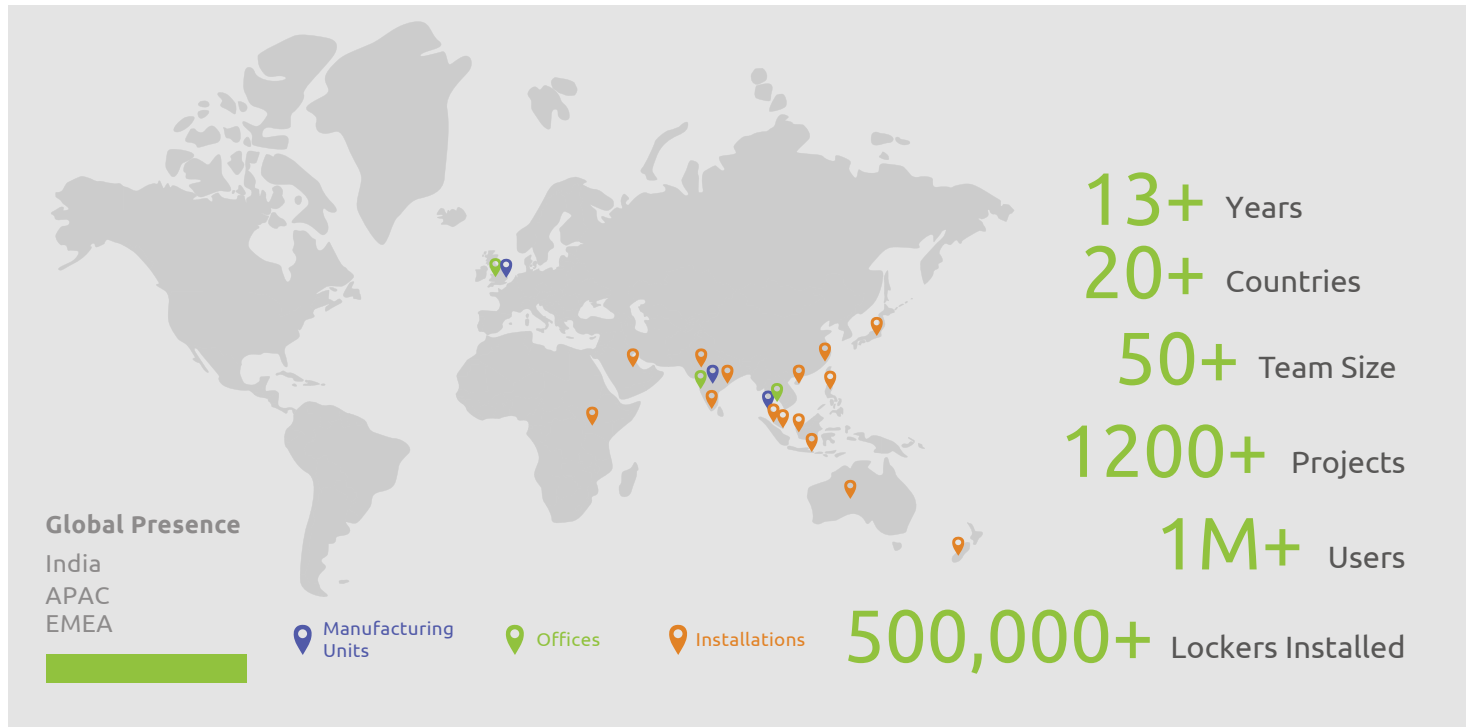 13+ Years
20+ Countries
50+ Team Size
1200+ Projects
1M+ Users
500,000+ Lockers Installed
Global Presence
India
APAC
EMEA
Manufacturing
Units
Offices
Installations